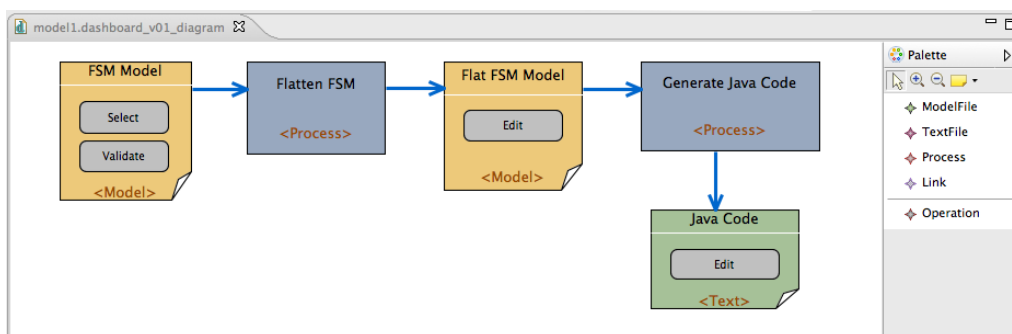 model1.dashboard_v01_diagram
FSM Model
Select
Validate
<Model>
Flatten FSM
<Process>
Flat FSM Model
Edit
<Model>
Generate Java Code
<Process>
Java Code
Edit
<Text>
Palette
ModelFile
TextFile
Process
Link
Operation